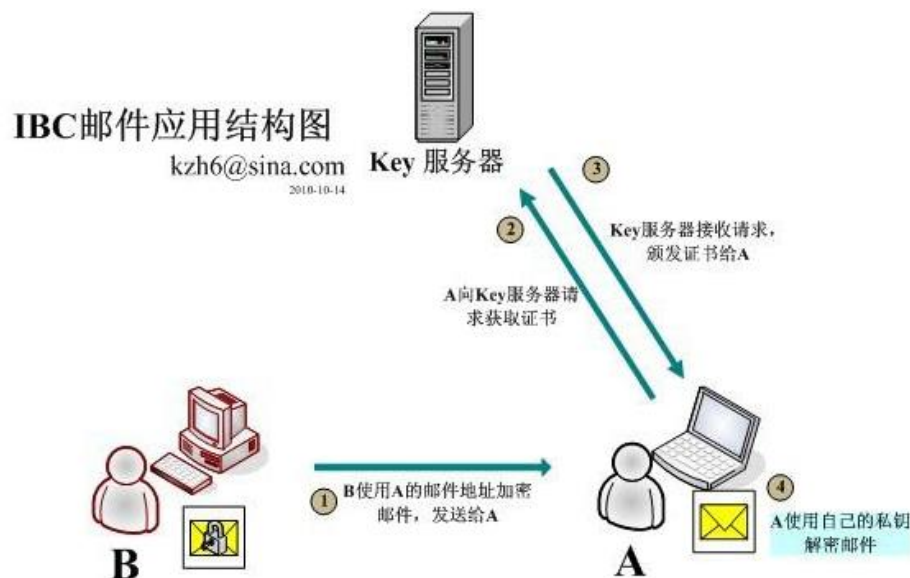 IBC邮件应用结构图
kzh6@sina.com
2010-10-14
Key 服务器
3
Key服务器接收请求，
颁发证书给A
2
A向Key服务器请
求获取证书
1
B使用A的邮件地址加密
邮件，发送给A
4
A使用自己的私钥
解密邮件
B
A